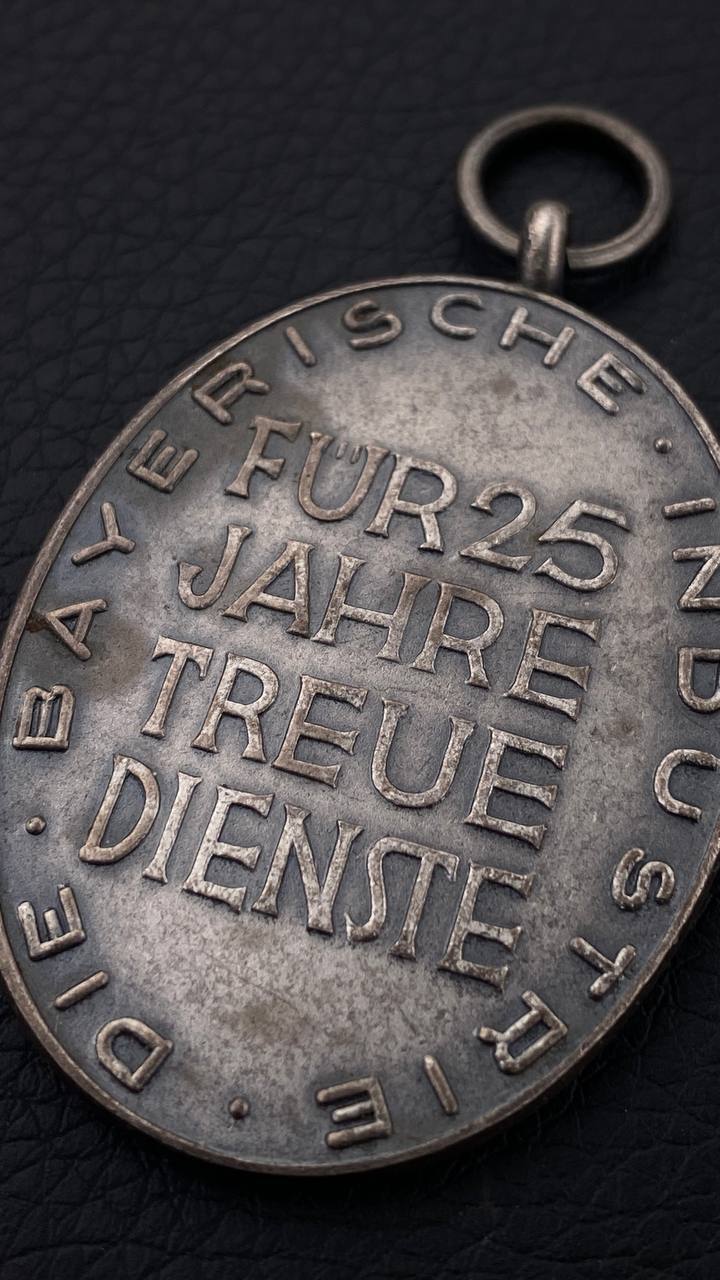 DIE · BAYERISCHE · INDUSTRIE ·
FÜR 25
JAHRE
TREUE
DIENSTE